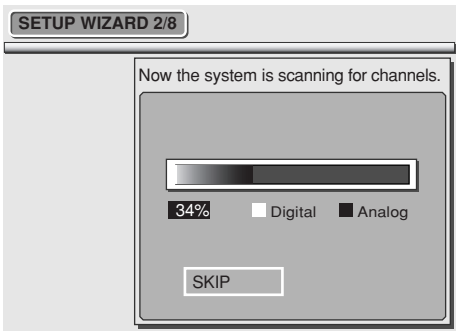 SETUP WIZARD 2/8
Now the system is scanning for channels.
34% Digital Analog
SKIP